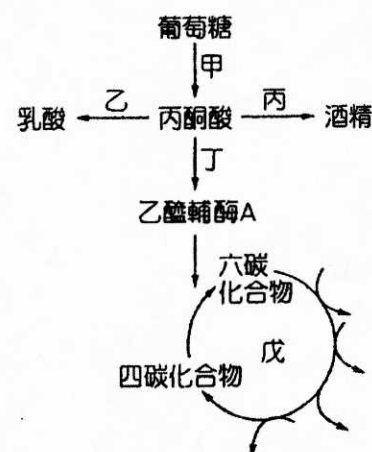 葡萄糖
甲
乳酸 乙 丙酮酸 丙 酒精
丁
乙醯輔酶A
六碳
化合物
戊
四碳化合物